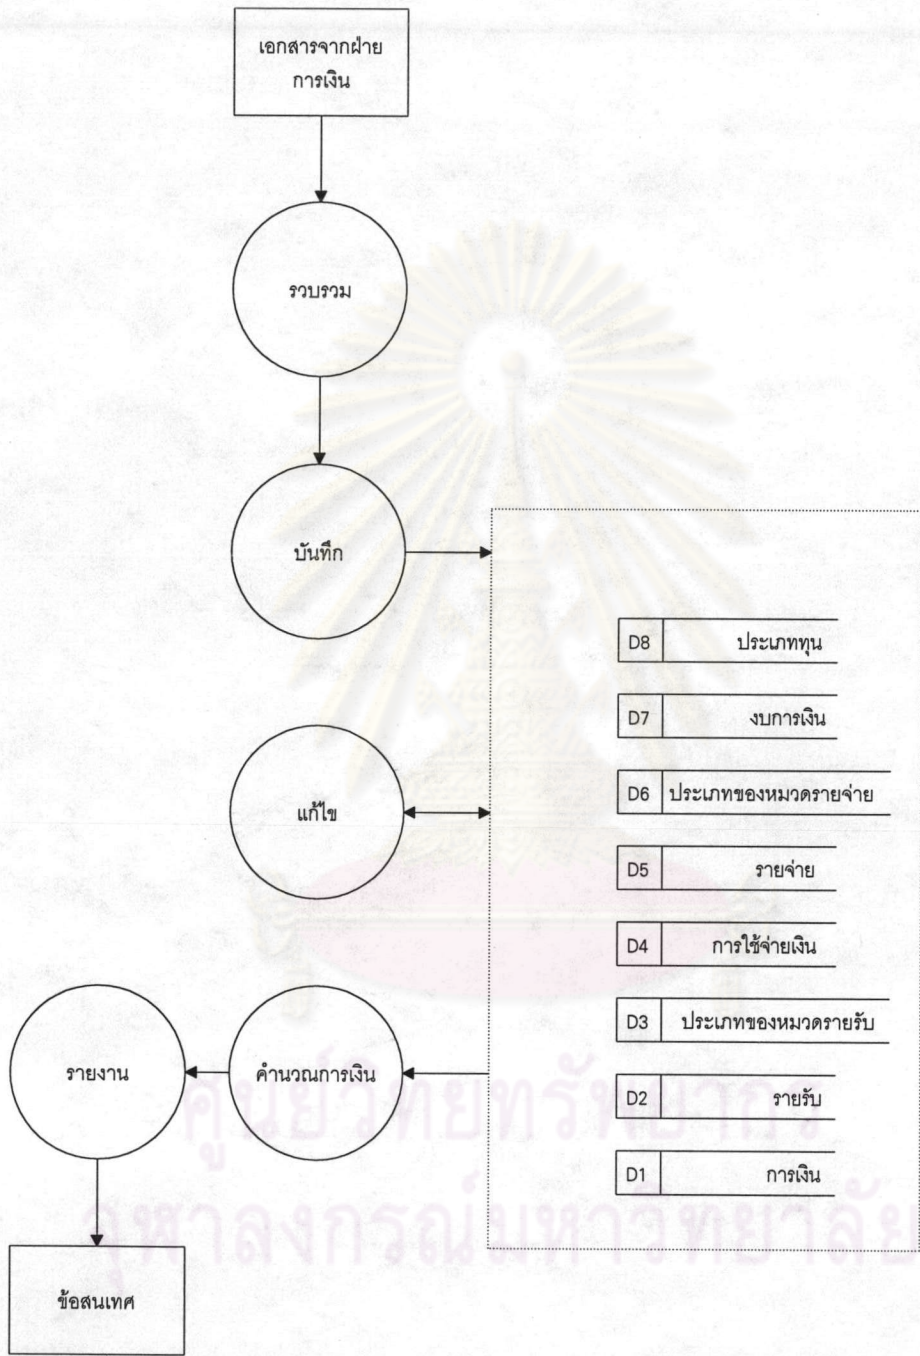 เอกสารจากฝ่าย
การเงิน
รวบรวม
บันทึก
แก้ไข
คำนวณการเงิน
รายงาน
ข้อสนเทศ
D8 ประเภททุน
D7 งบการเงิน
D6 ประเภทของหมวดรายจ่าย
D5 รายจ่าย
D4 การใช้จ่ายเงิน
D3 ประเภทของหมวดรายรับ
D2 รายรับ
D1 การเงิน
ศูนย์วิทยทรัพยากร
จุฬาลงกรณ์มหาวิทยาลัย